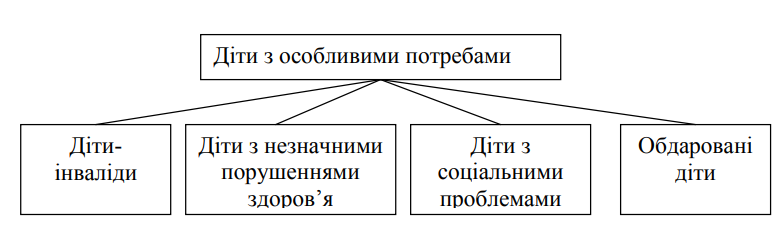 Діти з особливими потребами
Діти-
інваліди
Діти з незначними
порушеннями
здоров’я
Діти з
соціальними
проблемами
Обдаровані
діти